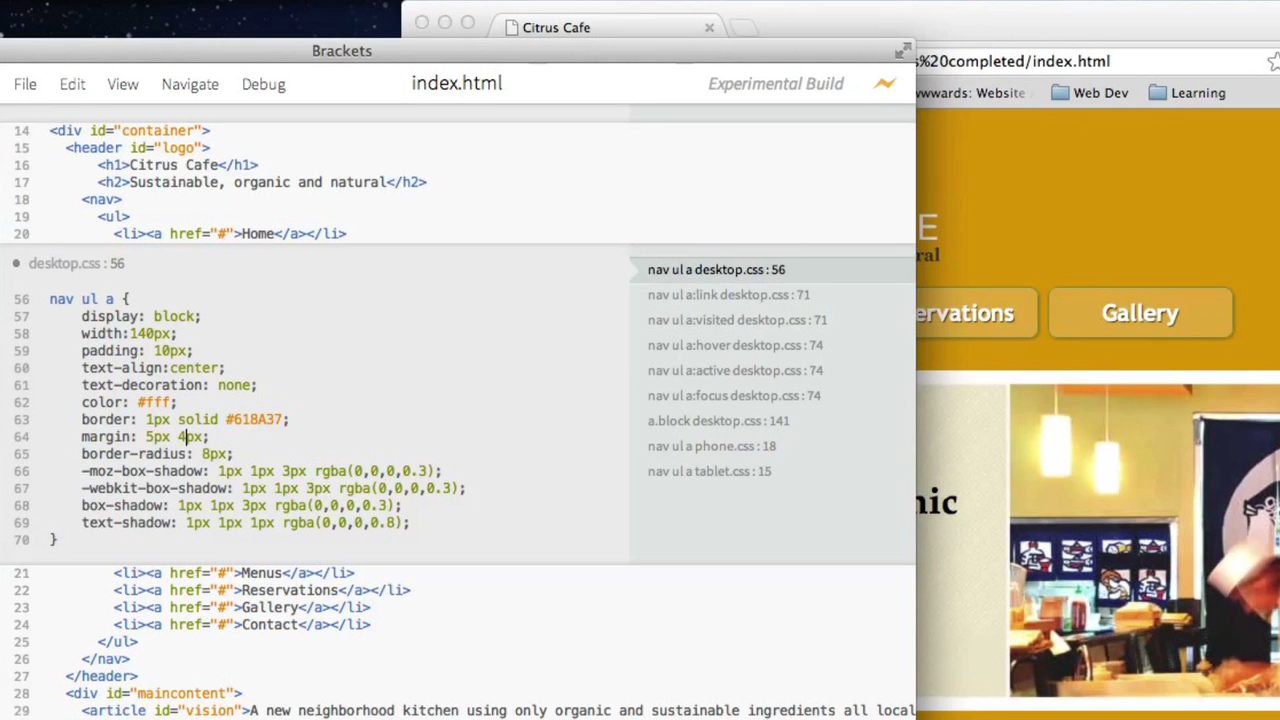 Citrus Cafe
Brackets
s%20completed/index.html
File Edit View Navigate Debug
index.html
Experimental Build
wwwards: Website Web Dev Learning
14 <div id="container">
15 <header id="logo">
16 <h1>Citrus Cafe</h1>
17 <h2>Sustainable, organic and natural</h2>
18 <nav>
19 <ul>
20 <li><a href="#">Home</a></li>
desktop.css : 56
56 nav ul a {
57 display: block;
58 width:140px;
59 padding: 10px;
60 text-align:center;
61 text-decoration: none;
62 color: #fff;
63 border: 1px solid #618A37;
64 margin: 5px 4px;
65 border-radius: 8px;
66 -moz-box-shadow: 1px 1px 3px rgba(0,0,0,0.3);
67 -webkit-box-shadow: 1px 1px 3px rgba(0,0,0,0.3);
68 box-shadow: 1px 1px 3px rgba(0,0,0,0.3);
69 text-shadow: 1px 1px 1px rgba(0,0,0,0.8);
70 }
nav ul a desktop.css : 56
nav ul a:link desktop.css : 71
nav ul a:visited desktop.css : 71
nav ul a:hover desktop.css : 74
nav ul a:active desktop.css : 74
nav ul a:focus desktop.css : 74
a.block desktop.css : 141
nav ul a phone.css : 18
nav ul a tablet.css : 15
21 <li><a href="#">Menus</a></li>
22 <li><a href="#">Reservations</a></li>
23 <li><a href="#">Gallery</a></li>
24 <li><a href="#">Contact</a></li>
25 </ul>
26 </nav>
27 </header>
28 <div id="maincontent">
29 <article id="vision">A new neighborhood kitchen using only organic and sustainable ingredients all local
E
ral
ervations
Gallery
nic